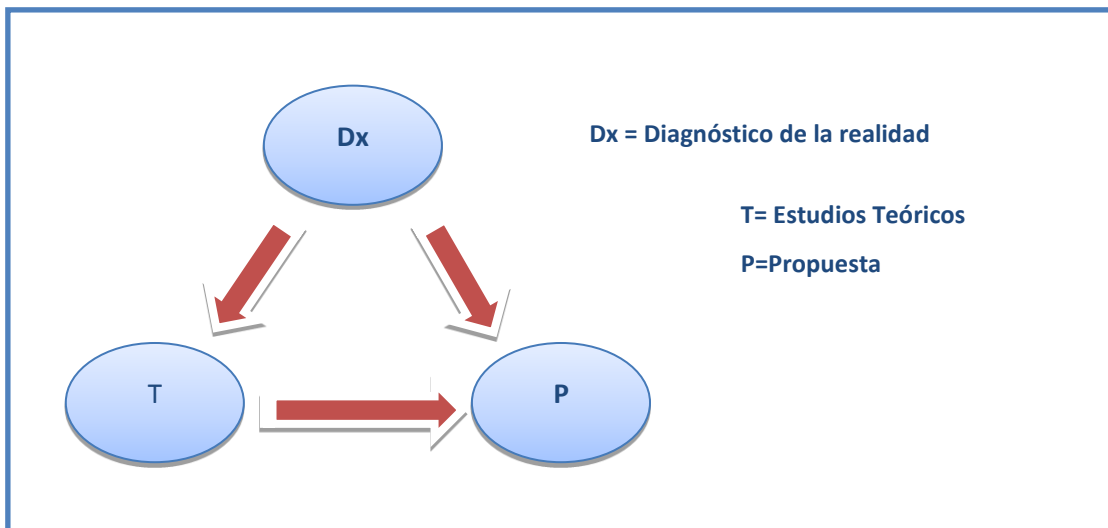 Dx
Dx = Diagnóstico de la realidad
T= Estudios Teóricos
P=Propuesta
T
P